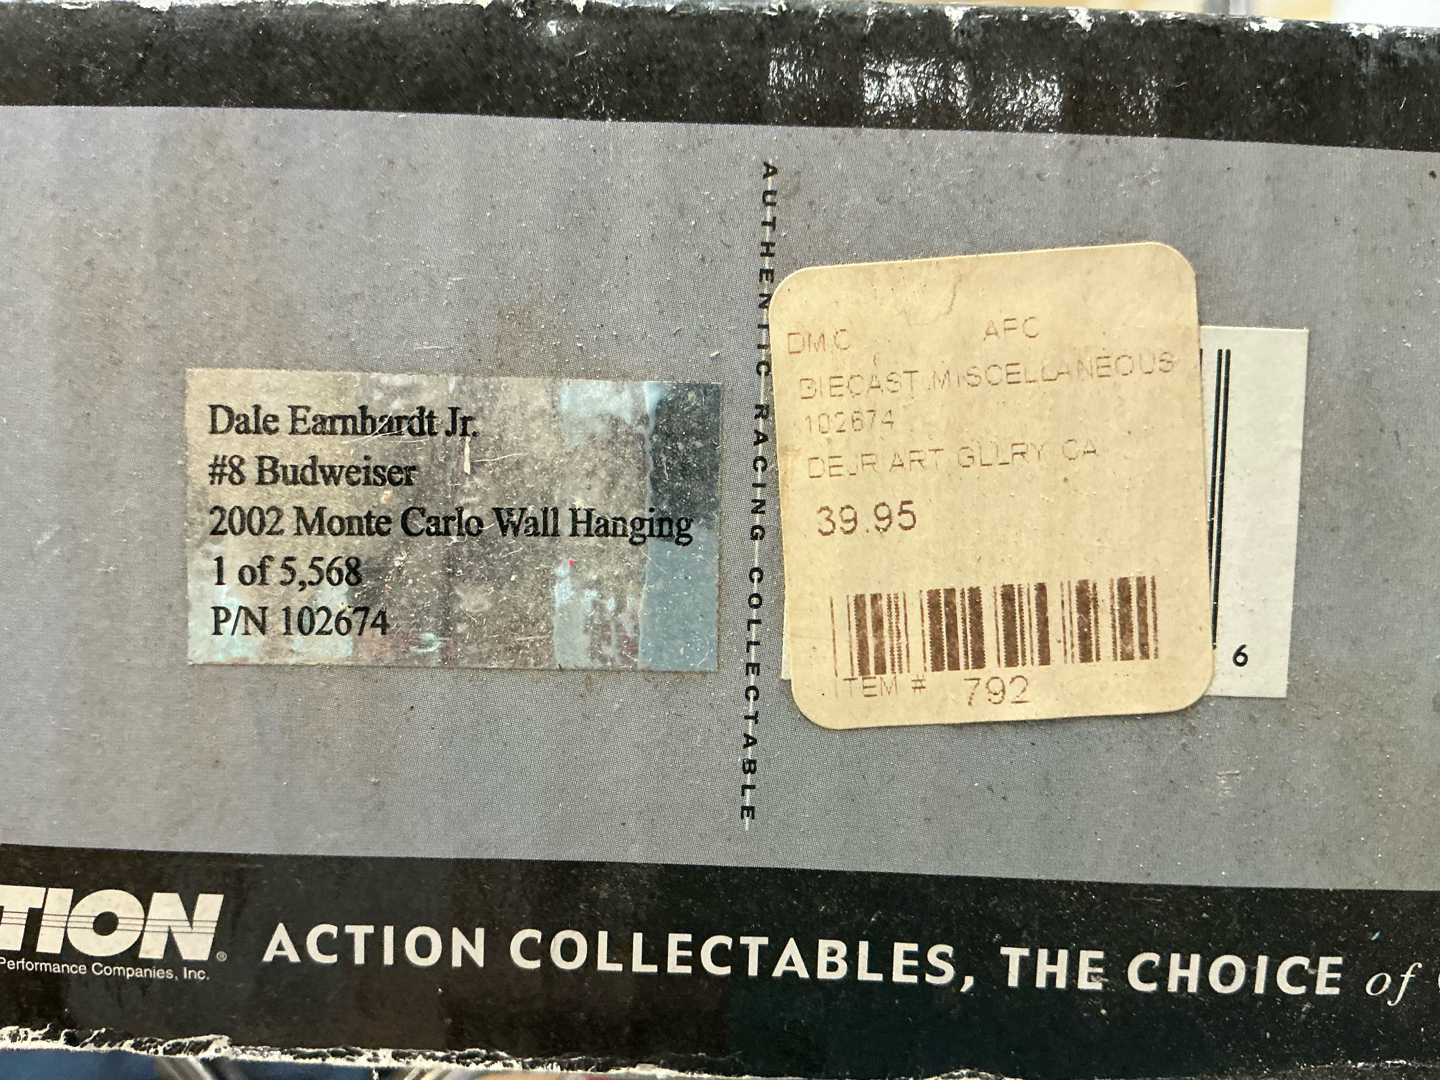 AUTHENTIC RACING COLLECTABLE
Dale Earnhardt Jr.
#8 Budweiser
2002 Monte Carlo Wall Hanging
1 of 5,568
P/N 102674
DMC AFC
DIECAST MISCELLANEOUS
102674
DEJR ART GLLRY CA
39.95
ITEM # 792
6
TION®
Performance Companies, Inc.
ACTION COLLECTABLES, THE CHOICE of